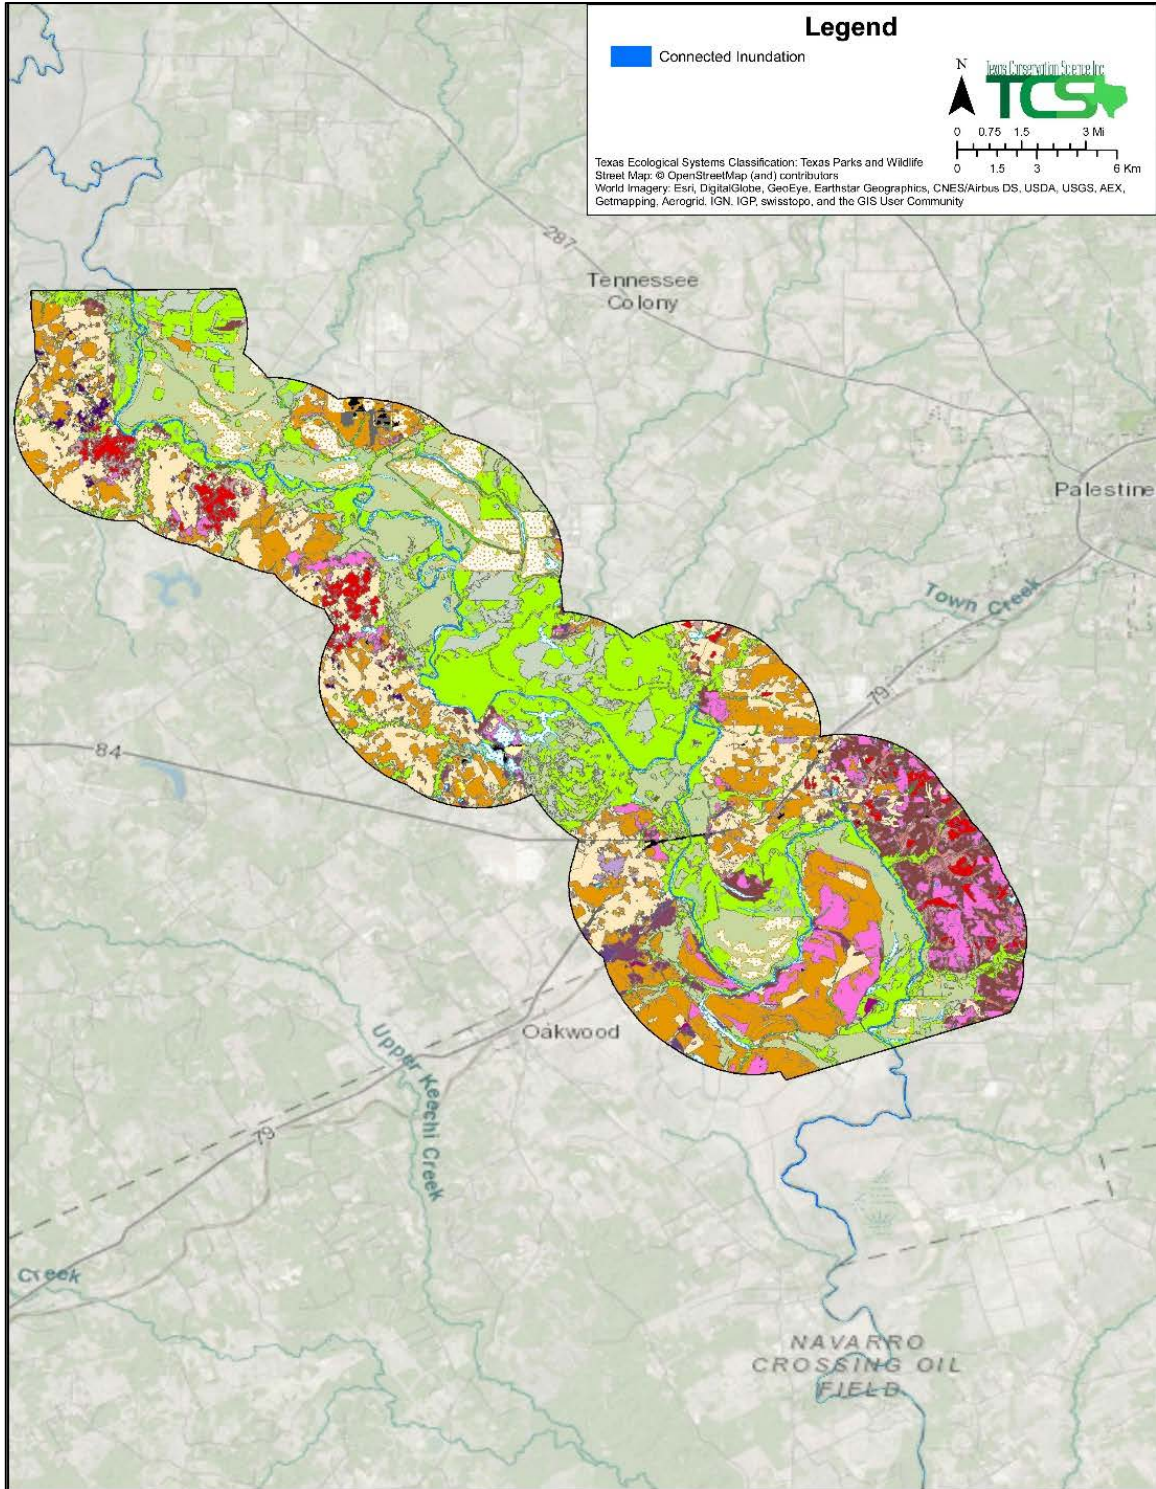 Legend
Connected Inundation
N
Texas Conservation Science Inc
TCS
0 0.75 1.5 3 Mi
0 1.5 3 6 Km
Texas Ecological Systems Classification: Texas Parks and Wildlife
Street Map: © OpenStreetMap (and) contributors
World Imagery: Esri, DigitalGlobe, GeoEye, Earthstar Geographics, CNES/Airbus DS, USDA, USGS, AEX,
Getmapping, Aerogrid, IGN, IGP, swisstopo, and the GIS User Community
287
Tennessee
Colony
Palestine
Town Creek
79
84
Oakwood
Upper Keechi Creek
79
Creek
NAVARRO
CROSSING OIL
FIELD